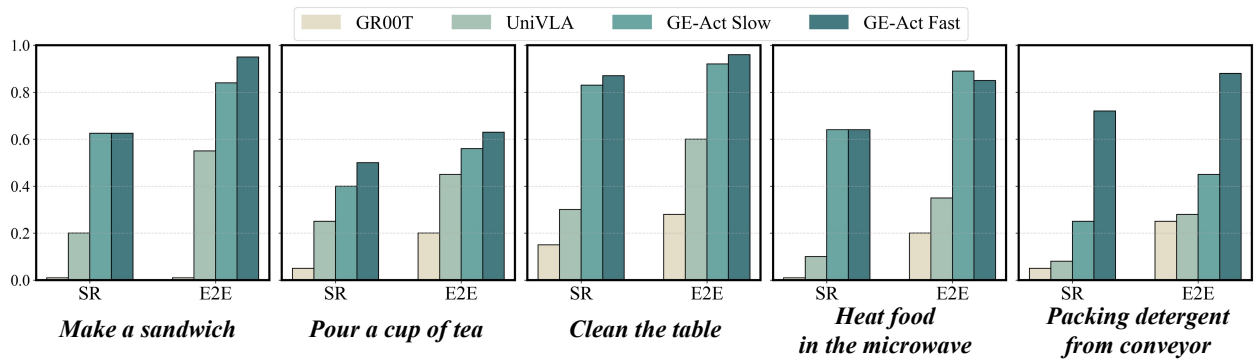 GR00T UniVLA GE-Act Slow GE-Act Fast
1.0
0.8
0.6
0.4
0.2
0.0
SR E2E SR E2E SR E2E SR E2E SR E2E
Make a sandwich
Pour a cup of tea
Clean the table
Heat food
in the microwave
Packing detergent
from conveyor